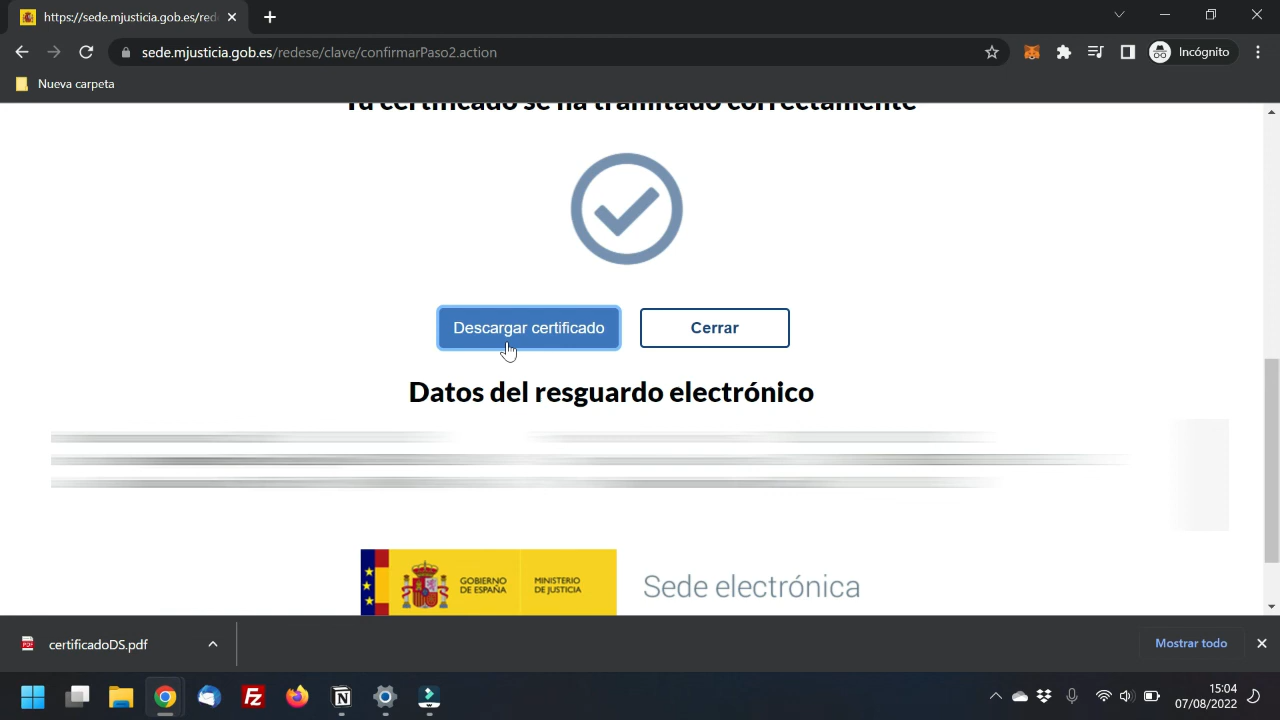 https://sede.mjusticia.gob.es/red
sede.mjusticia.gob.es/redese/clave/confirmarPaso2.action
Incógnito
Nueva carpeta
Tu certificado se ha tramitado correctamente
Descargar certificado
Cerrar
Datos del resguardo electrónico
GOBIERNO
DE ESPAÑA
MINISTERIO
DE JUSTICIA
Sede electrónica
PDF
certificadoDS.pdf
Mostrar todo
15:04
07/08/2022